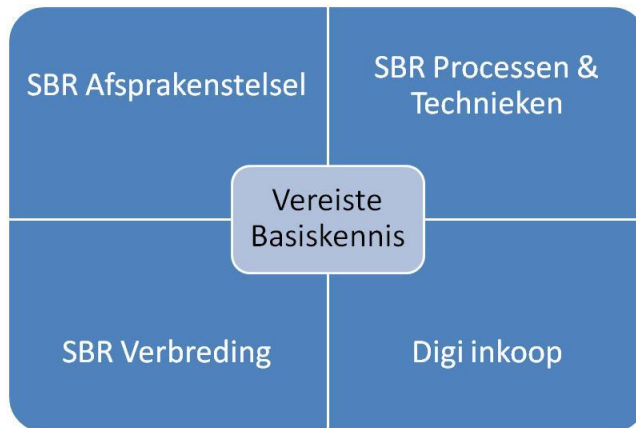 SBR Afsprakenstelsel
SBR Processen &
Technieken
Vereiste
Basiskennis
SBR Verbreding
Digi inkoop